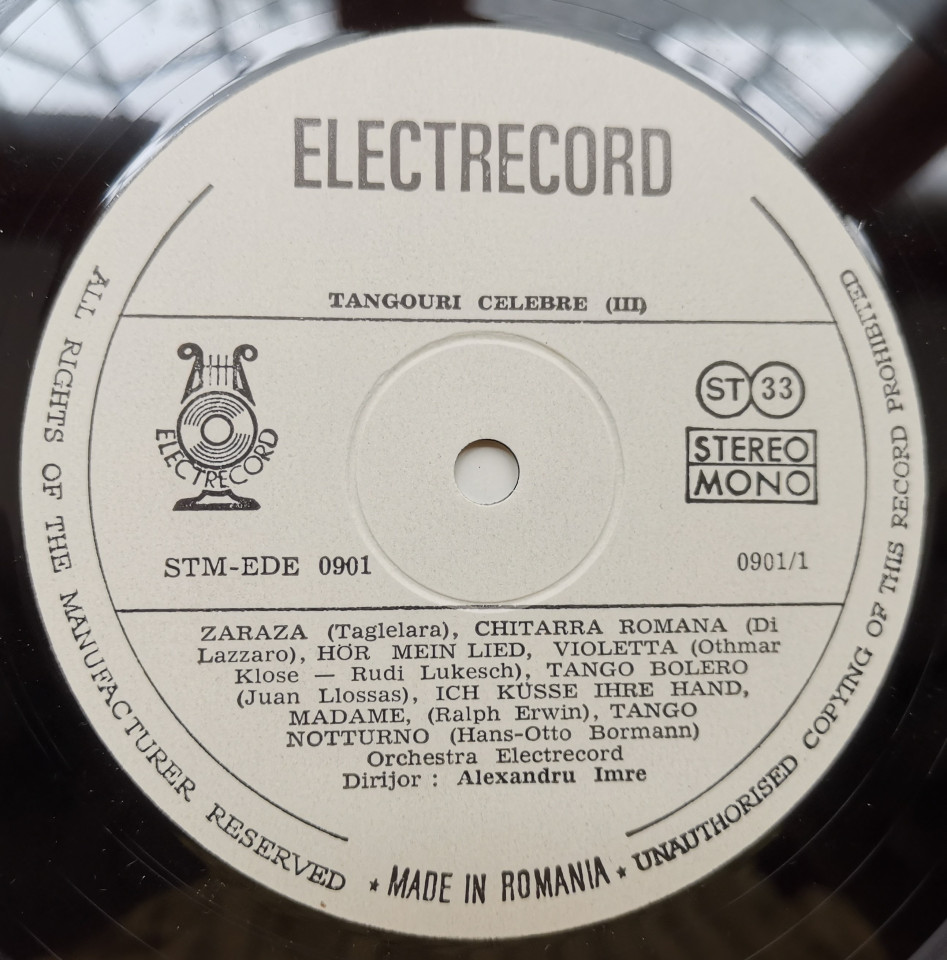 ELECTRECORD
TANGOURI CELEBRE (III)
ELECTRECORD
ST 33
STEREO
MONO
STM-EDE 0901
0901/1
ZARAZA (Taglelara), CHITARRA ROMANA (Di
Lazzaro), HÖR MEIN LIED, VIOLETTA (Othmar
Klose — Rudi Lukesch), TANGO BOLERO
(Juan Llossas), ICH KÜSSE IHRE HAND,
MADAME, (Ralph Erwin), TANGO
NOTTURNO (Hans-Otto Bormann)
Orchestra Electrecord
Dirijor : Alexandru Imre
ALL RIGHTS OF THE MANUFACTURER RESERVED ★ MADE IN ROMANIA ★ UNAUTHORISED COPYING OF THIS RECORD PROHIBITED